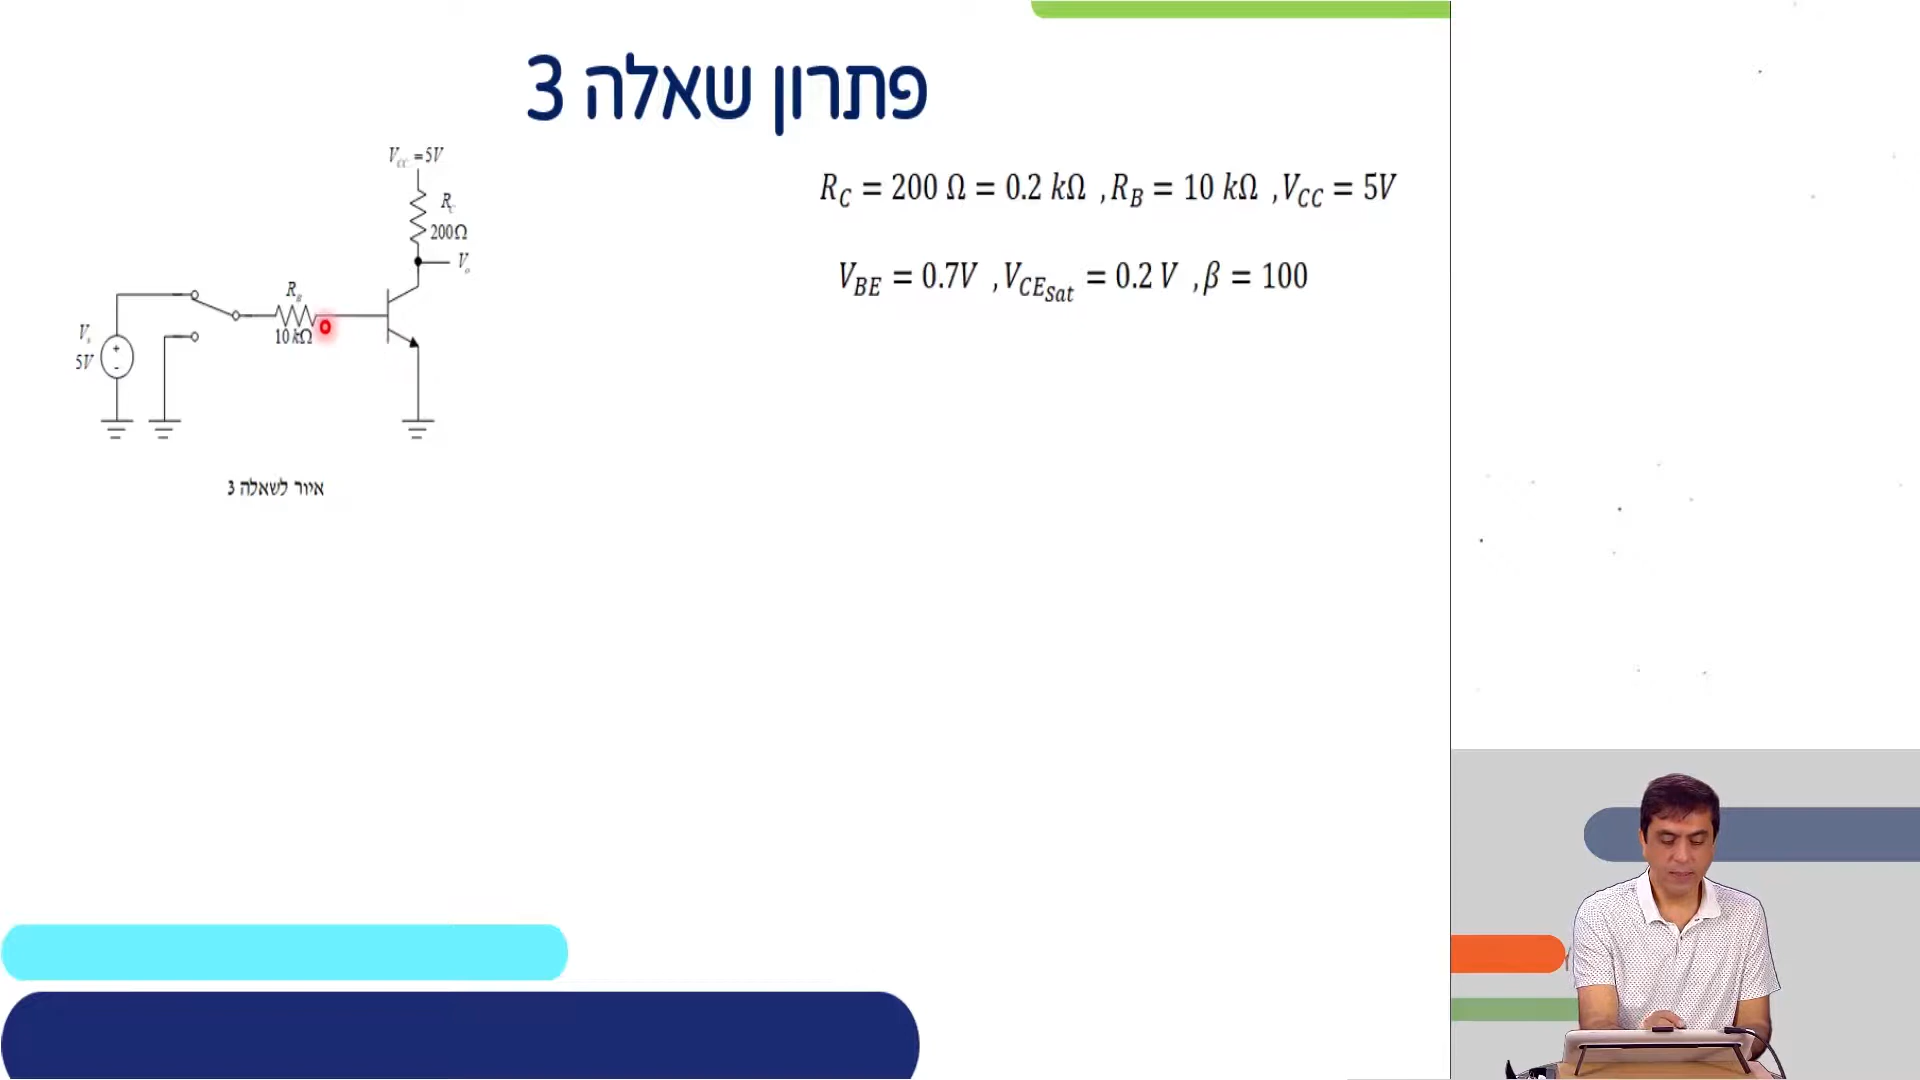 פתרון שאלה 3
V_CC = 5V
R_C
200Ω
V_o
R_B
10 kΩ
V_s
5V
+
-
איור לשאלה 3
R_C = 200 Ω = 0.2 kΩ , R_B = 10 kΩ , V_CC = 5V
V_BE = 0.7V , V_CE_Sat = 0.2 V , β = 100